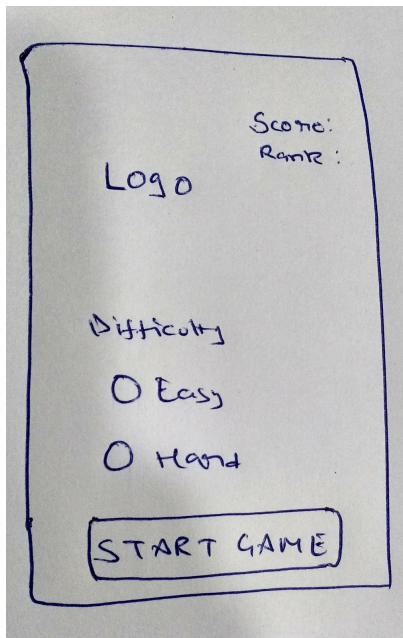 Score:
Rank:
Logo
Difficulty
Easy
Hard
START GAME